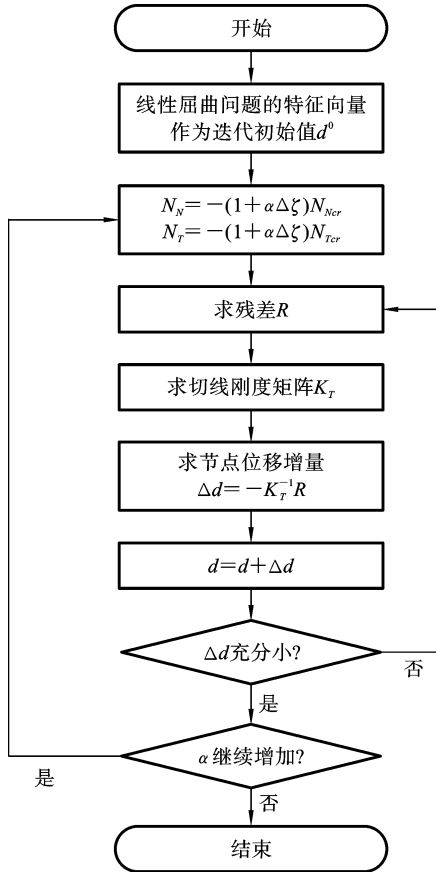 开始
线性屈曲问题的特征向量
作为迭代初始值d⁰
N_N=-(1+αΔζ)N_Ncr
N_T=-(1+αΔζ)N_Tcr
求残差R
求切线刚度矩阵K_T
求节点位移增量
Δd=-K_T⁻¹R
d=d+Δd
Δd充分小?
否
是
α继续增加?
是
否
结束